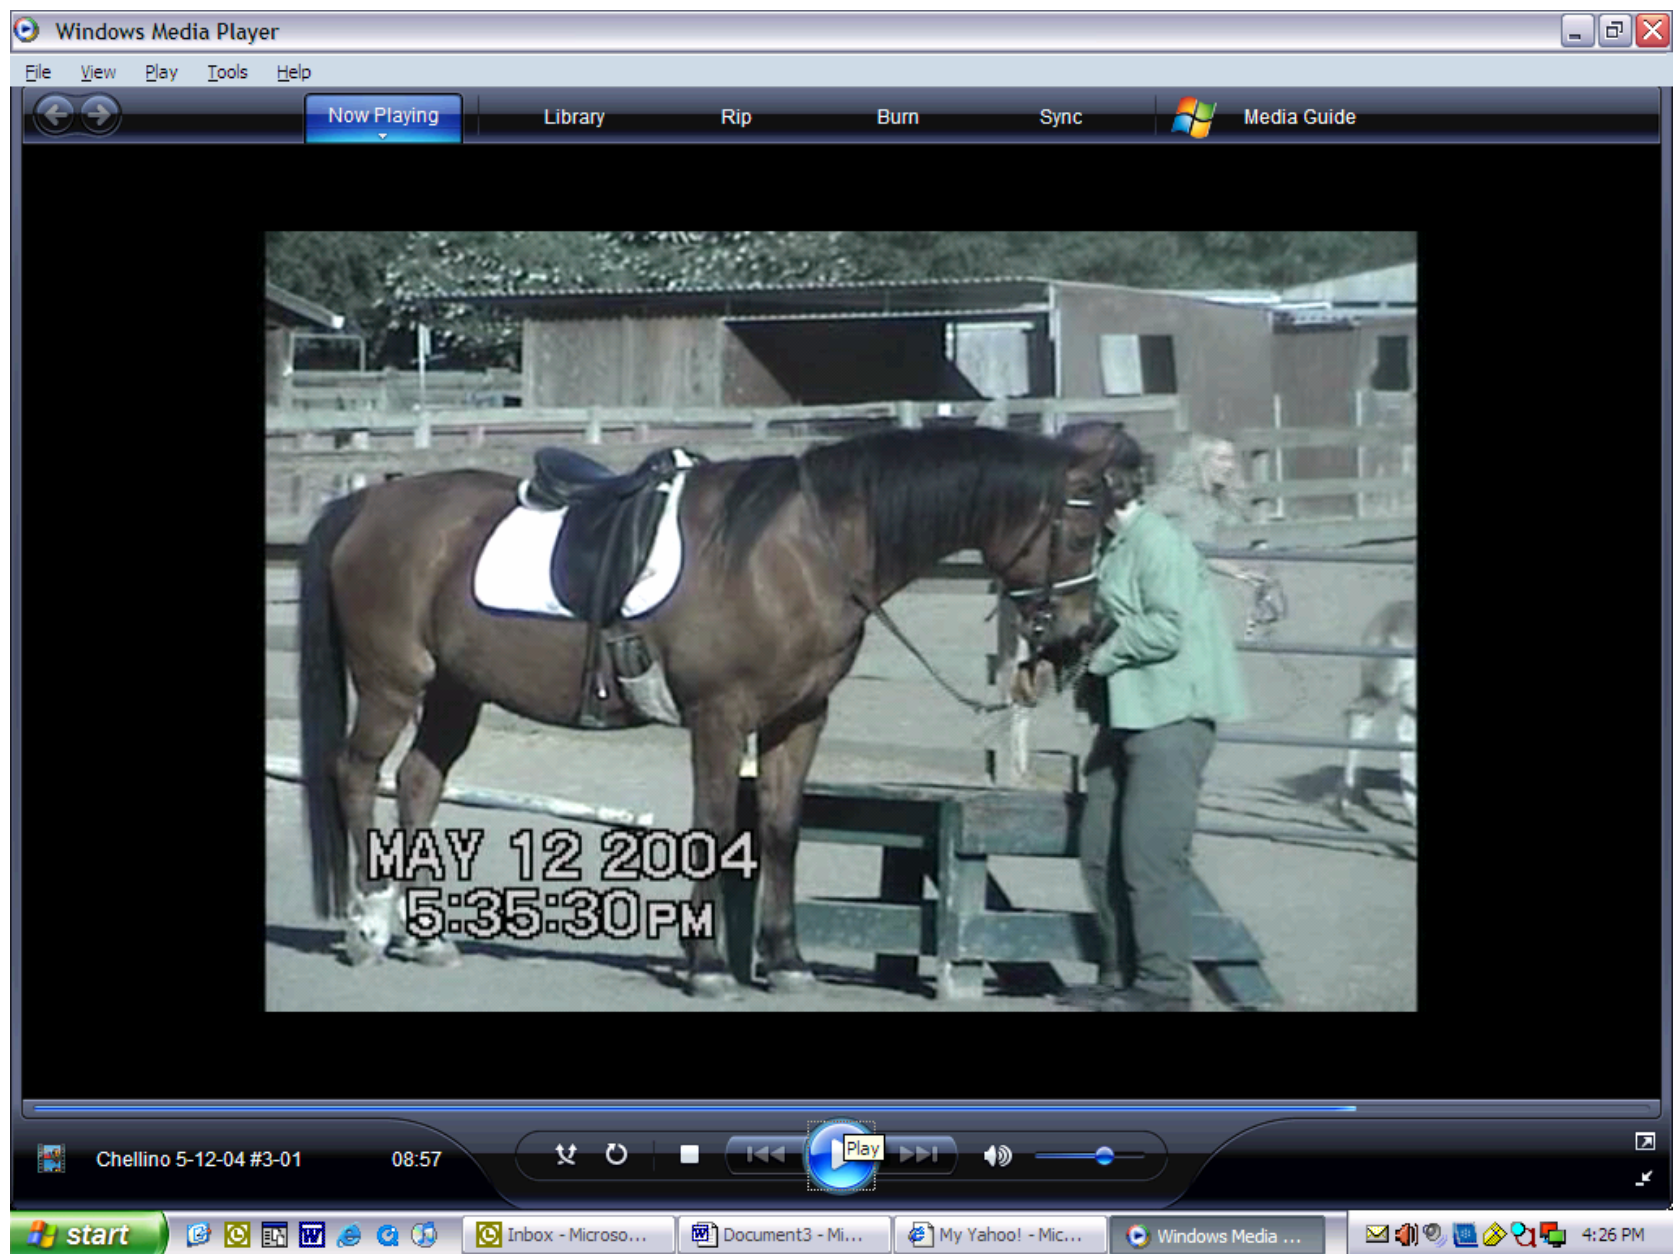 Windows Media Player
File View Play Tools Help
Now Playing Library Rip Burn Sync Media Guide
MAY 12 2004
5:35:30PM
Chellino 5-12-04 #3-01 08:57 Play
start Inbox - Microso... Document3 - Mi... My Yahoo! - Mic... Windows Media ... 4:26 PM